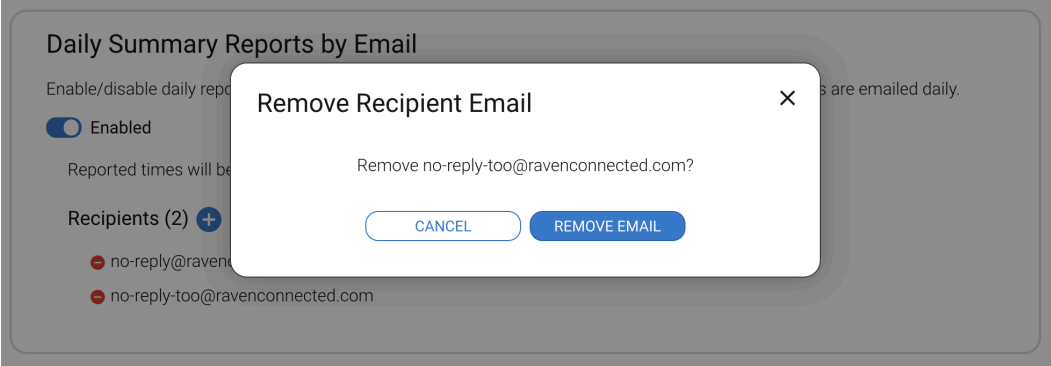 Daily Summary Reports by Email
Enable/disable daily repo
s are emailed daily.
Enabled
Reported times will be
Recipients (2)
no-reply@raven
no-reply-too@ravenconnected.com
Remove Recipient Email
Remove no-reply-too@ravenconnected.com?
CANCEL
REMOVE EMAIL